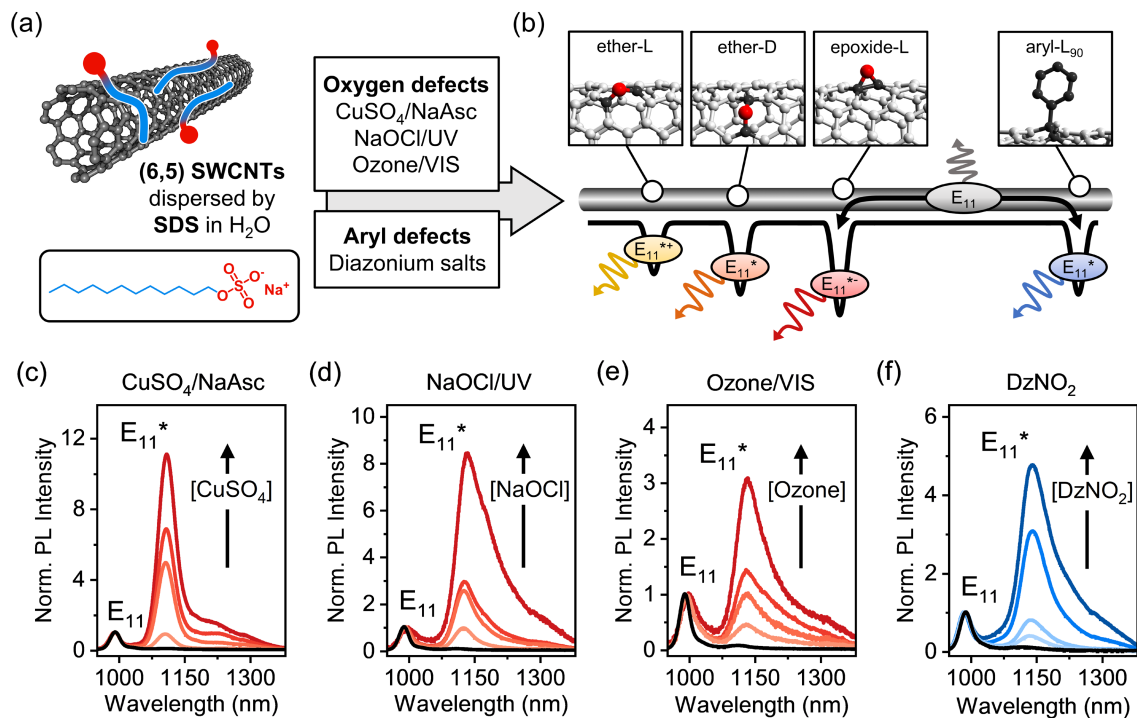 (a)
(6,5) SWCNTs
dispersed by
SDS in H₂O
O
O
S
O
O⁻
Na⁺
Oxygen defects
CuSO₄/NaAsc
NaOCl/UV
Ozone/VIS
Aryl defects
Diazonium salts
(b)
ether-L
ether-D
epoxide-L
aryl-L₉₀
E₁₁
E₁₁*⁺
E₁₁*
E₁₁*⁻
E₁₁*
(c)
CuSO₄/NaAsc
Norm. PL Intensity
12
8
4
0
E₁₁*
E₁₁
[CuSO₄]
1000
1150
1300
Wavelength (nm)
(d)
NaOCl/UV
Norm. PL Intensity
10
8
6
4
2
0
E₁₁*
E₁₁
[NaOCl]
1000
1150
1300
Wavelength (nm)
(e)
Ozone/VIS
Norm. PL Intensity
4
3
2
1
0
E₁₁*
E₁₁
[Ozone]
1000
1150
1300
Wavelength (nm)
(f)
DzNO₂
Norm. PL Intensity
6
4
2
0
E₁₁*
E₁₁
[DzNO₂]
1000
1150
1300
Wavelength (nm)